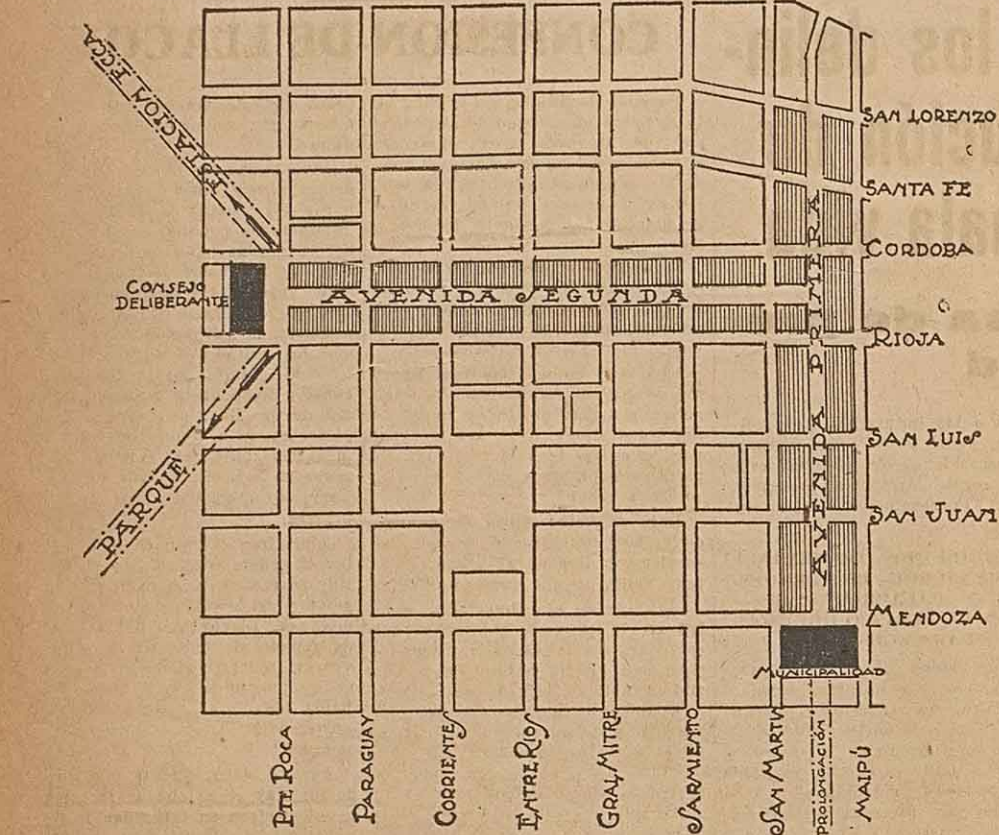 ESTACION F.C.C.A.
SAN LORENZO
SANTA FE
CORDOBA
CONSEJO
DELIBERANTE
AVENIDA SEGUNDA
AVENIDA PRIMERA
RIOJA
SAN LUIS
PARQUE
SAN JUAN
MENDOZA
MUNICIPALIDAD
PTE ROCA
PARAGUAY
CORRIENTES
ENTRE RIOS
GRAL MITRE
SARMIENTO
SAN MARTIN
PROLONGACIÓN
MAIPÚ